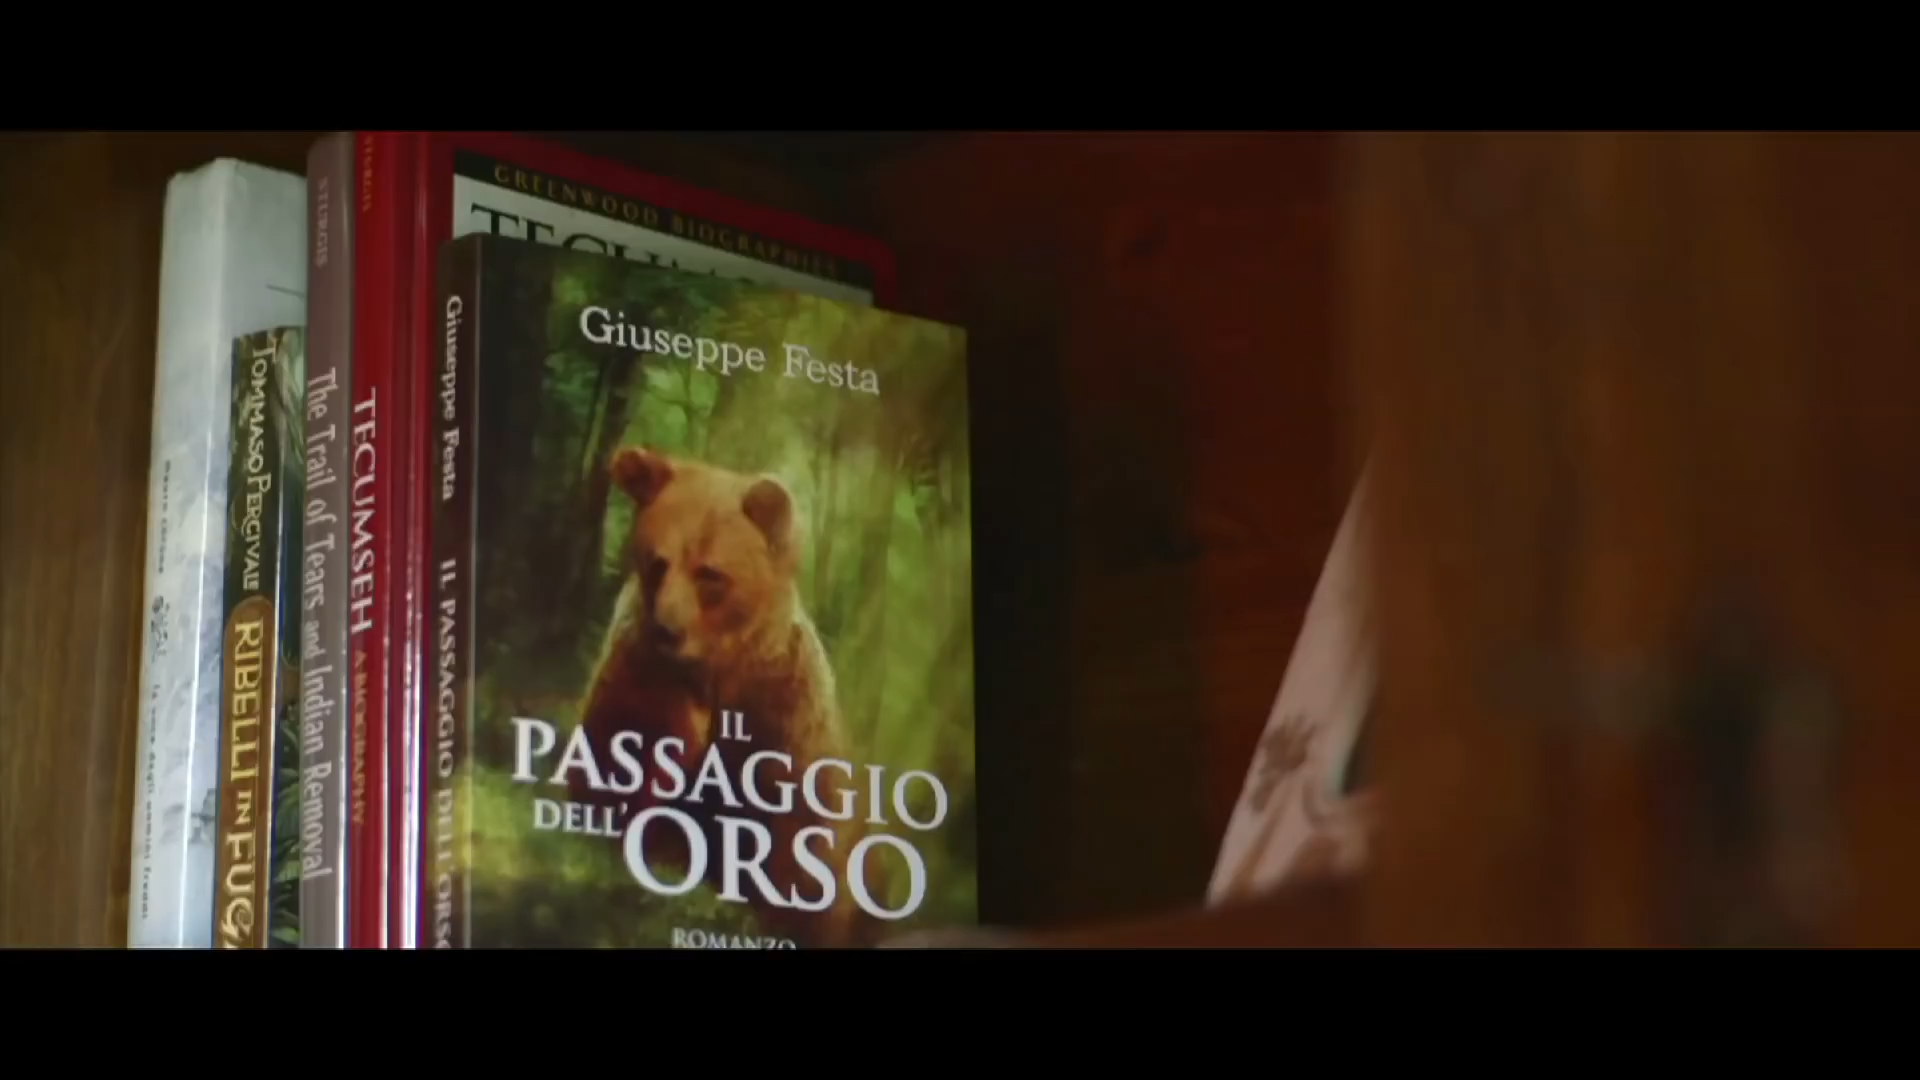 TOMMASO PERCIVALE
RIBELLI IN FUGA
STURGIS
The Trail of Tears and Indian Removal
TECUMSEH A BIOGRAPHY
Giuseppe Festa IL PASSAGGIO DELL'ORSO
GREENWOOD BIOGRAPHIES
Giuseppe Festa
IL
PASSAGGIO
DELL'ORSO
ROMANZO